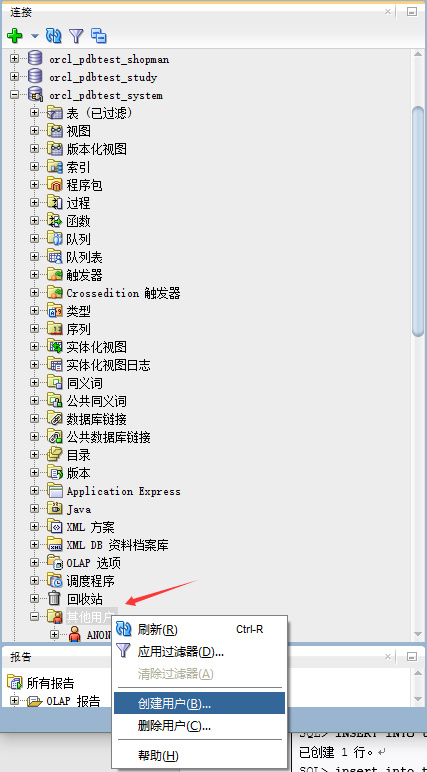 连接
orcl_pdbtest_shopman
orcl_pdbtest_study
orcl_pdbtest_system
表 (已过滤)
视图
版本化视图
索引
程序包
过程
函数
队列
队列表
触发器
Crossedition 触发器
类型
序列
实体化视图
实体化视图日志
同义词
公共同义词
数据库链接
公共数据库链接
目录
版本
Application Express
Java
XML 方案
XML DB 资料档案库
OLAP 选项
调度程序
回收站
其他用户
ANON
刷新(R) Ctrl-R
应用过滤器(D)...
清除过滤器(A)
创建用户(B)...
删除用户(C)...
帮助(H)
报告
所有报告
OLAP 报告
SQL> INSERT INTO
已创建 1 行。
SQL> insert into t